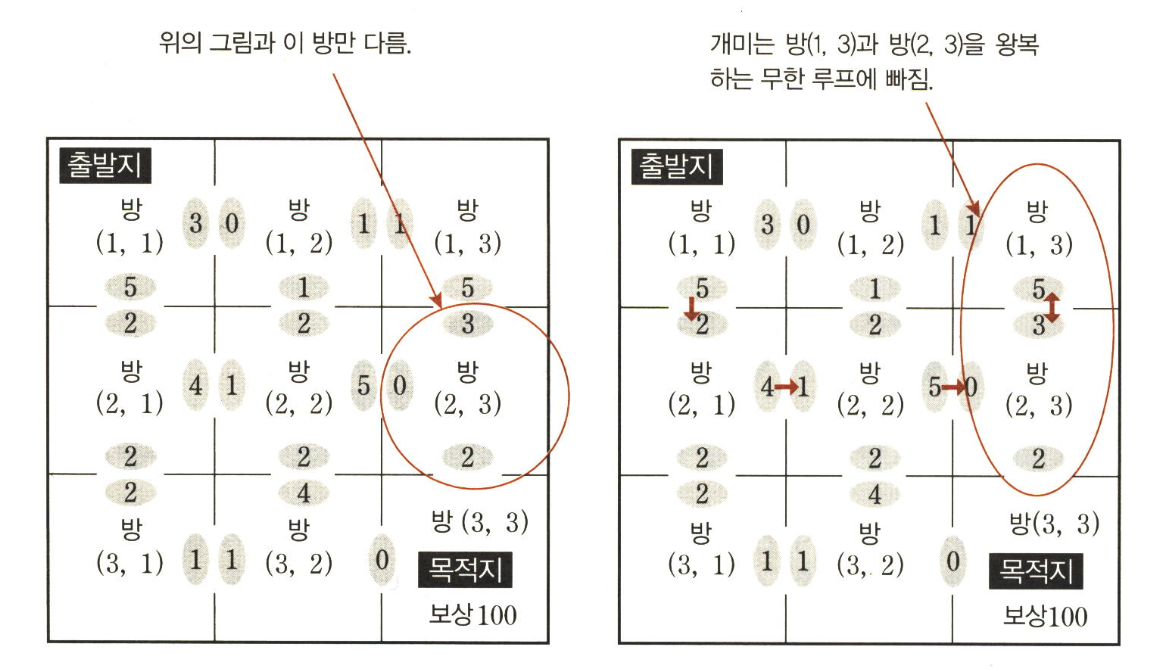 위의 그림과 이 방만 다름.
개미는 방(1, 3)과 방(2, 3)을 왕복
하는 무한 루프에 빠짐.
출발지
방 3 0 방 1 1 방
(1, 1) (1, 2) (1, 3)
5 1 5
2 2 3
방 4 1 방 5 0 방
(2, 1) (2, 2) (2, 3)
2 2 2
2 4
방 (3, 3)
방 1 1 방 0
(3, 1) (3, 2)
목적지
보상100
출발지
방 3 0 방 1 1 방
(1, 1) (1, 2) (1, 3)
5 1 5
2 2 3
방 4 1 방 5 0 방
(2, 1) (2, 2) (2, 3)
2 2 2
2 4
방(3, 3)
방 1 1 방 0
(3, 1) (3, 2)
목적지
보상100